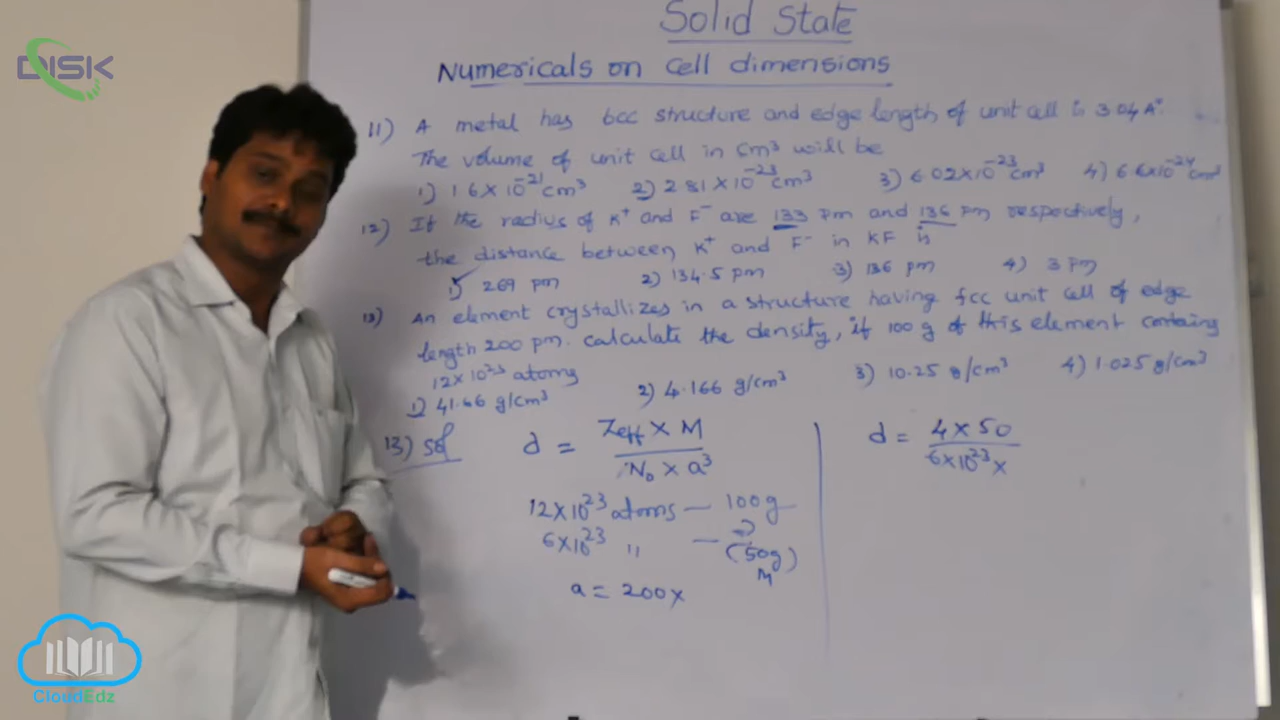 DISK
Solid State
Numericals on cell dimensions
11) A metal has bcc structure and edge length of unit cell is 3.04 A°.
The volume of unit cell in cm³ will be
1) 1.6 × 10⁻²¹ cm³ 2) 2.81 × 10⁻²³ cm³ 3) 6.02 × 10⁻²³ cm³ 4) 6.6 × 10⁻²⁴ cm³
12) If the radius of K⁺ and F⁻ are 133 pm and 136 pm respectively,
the distance between K⁺ and F⁻ in KF is
1) 269 pm 2) 134.5 pm 3) 136 pm 4) 3 pm
13) An element crystallizes in a structure having fcc unit cell of edge
length 200 pm. calculate the density, if 100 g of this element contains
12 × 10²³ atoms
1) 41.66 g/cm³ 2) 4.166 g/cm³ 3) 10.25 g/cm³ 4) 1.025 g/cm³
13) Sol d = Zeff × M / N₀ × a³
12 × 10²³ atoms — 100g
6 × 10²³ " — ?
(50g)
M
a = 200 ×
d = 4 × 50 / 6 × 10²³ ×
CloudEdz